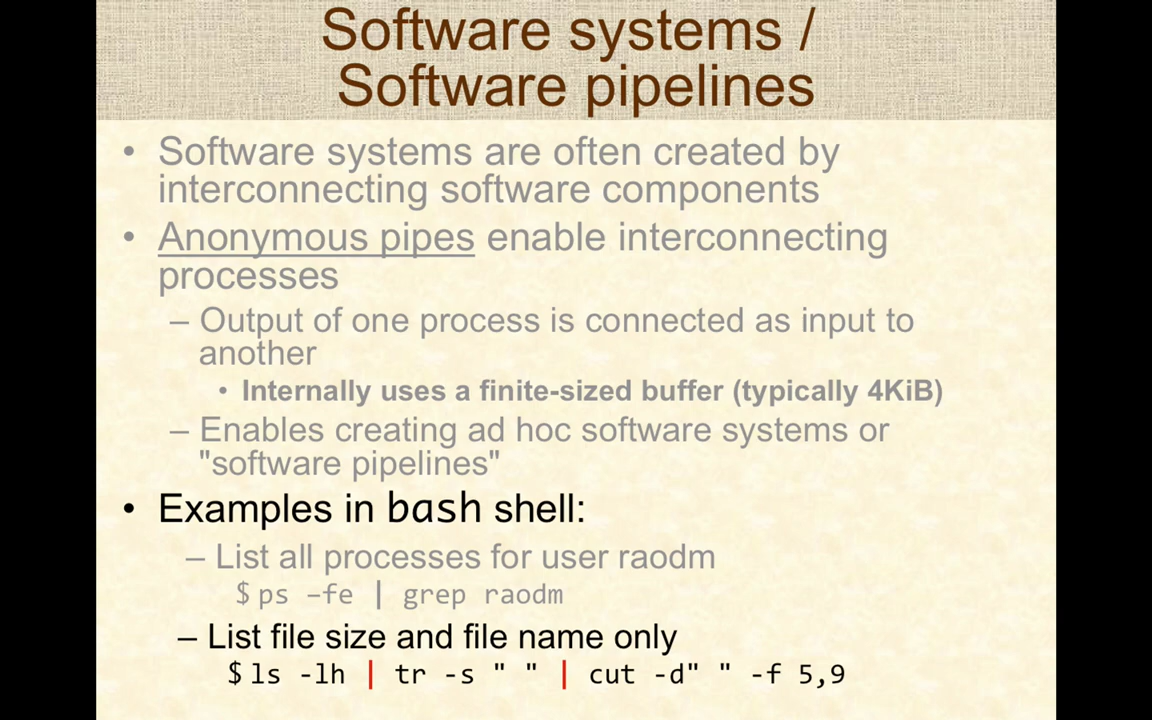 Software systems /
Software pipelines
• Software systems are often created by
interconnecting software components
• Anonymous pipes enable interconnecting
processes
– Output of one process is connected as input to
another
• Internally uses a finite-sized buffer (typically 4KiB)
– Enables creating ad hoc software systems or
"software pipelines"
• Examples in bash shell:
– List all processes for user raodm
$ ps –fe | grep raodm
– List file size and file name only
$ ls -lh | tr -s " " | cut -d" " -f 5,9